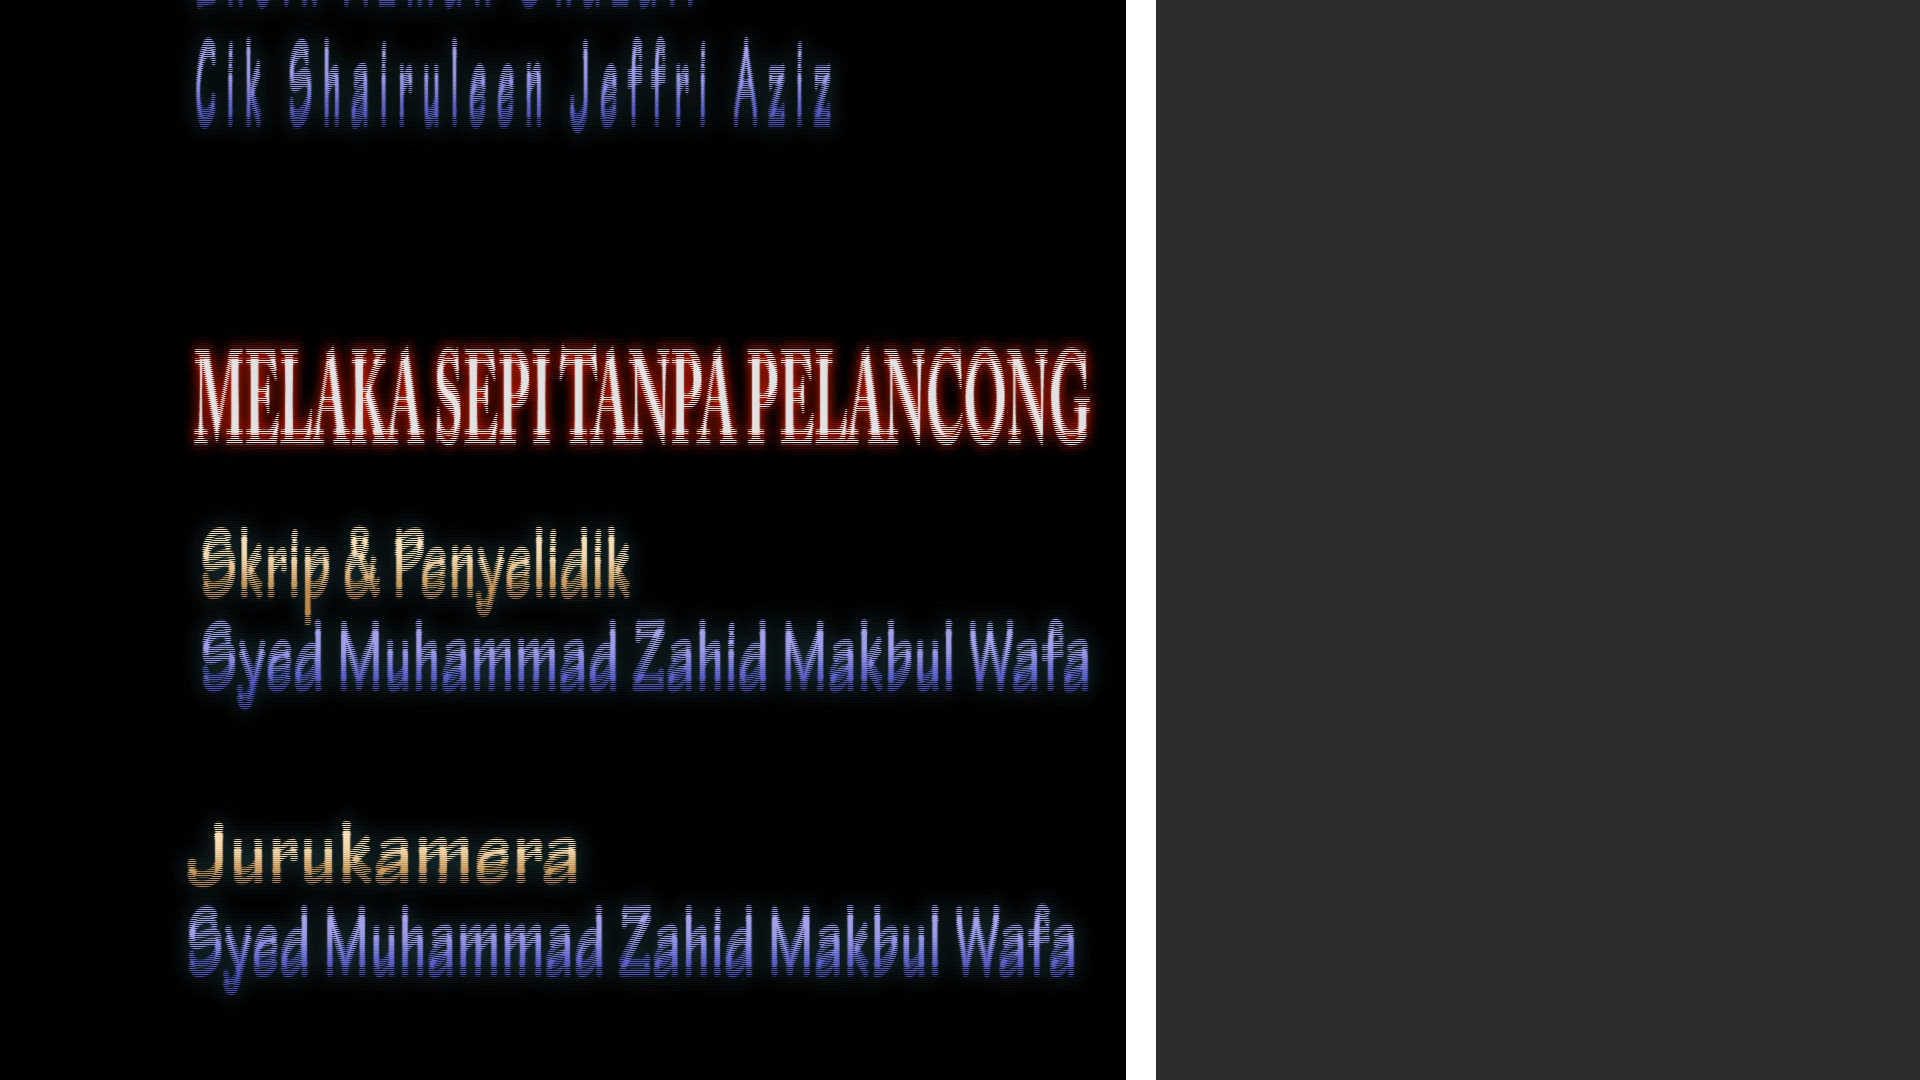 Cik Shairuleen Jeffri Aziz
MELAKA SEPI TANPA PELANCONG
Skrip & Penyelidik
Syed Muhammad Zahid Makbul Wafa
Jurukamera
Syed Muhammad Zahid Makbul Wafa